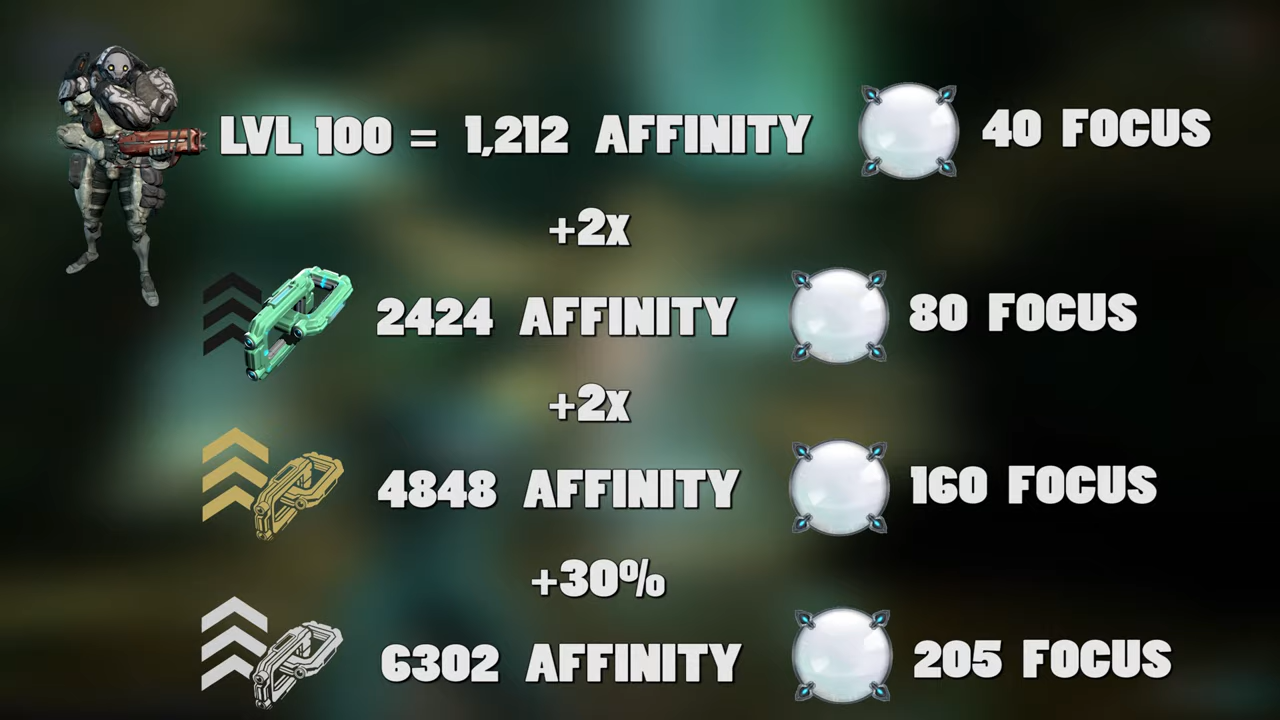 LVL 100 = 1,212 AFFINITY 40 FOCUS
+2x
2424 AFFINITY 80 FOCUS
+2x
4848 AFFINITY 160 FOCUS
+30%
6302 AFFINITY 205 FOCUS